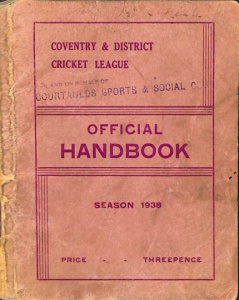 COVENTRY & DISTRICT
CRICKET LEAGUE
COURTAULDS SPORTS & SOCIAL C.
OFFICIAL
HANDBOOK
SEASON 1938
PRICE - - THREEPENCE